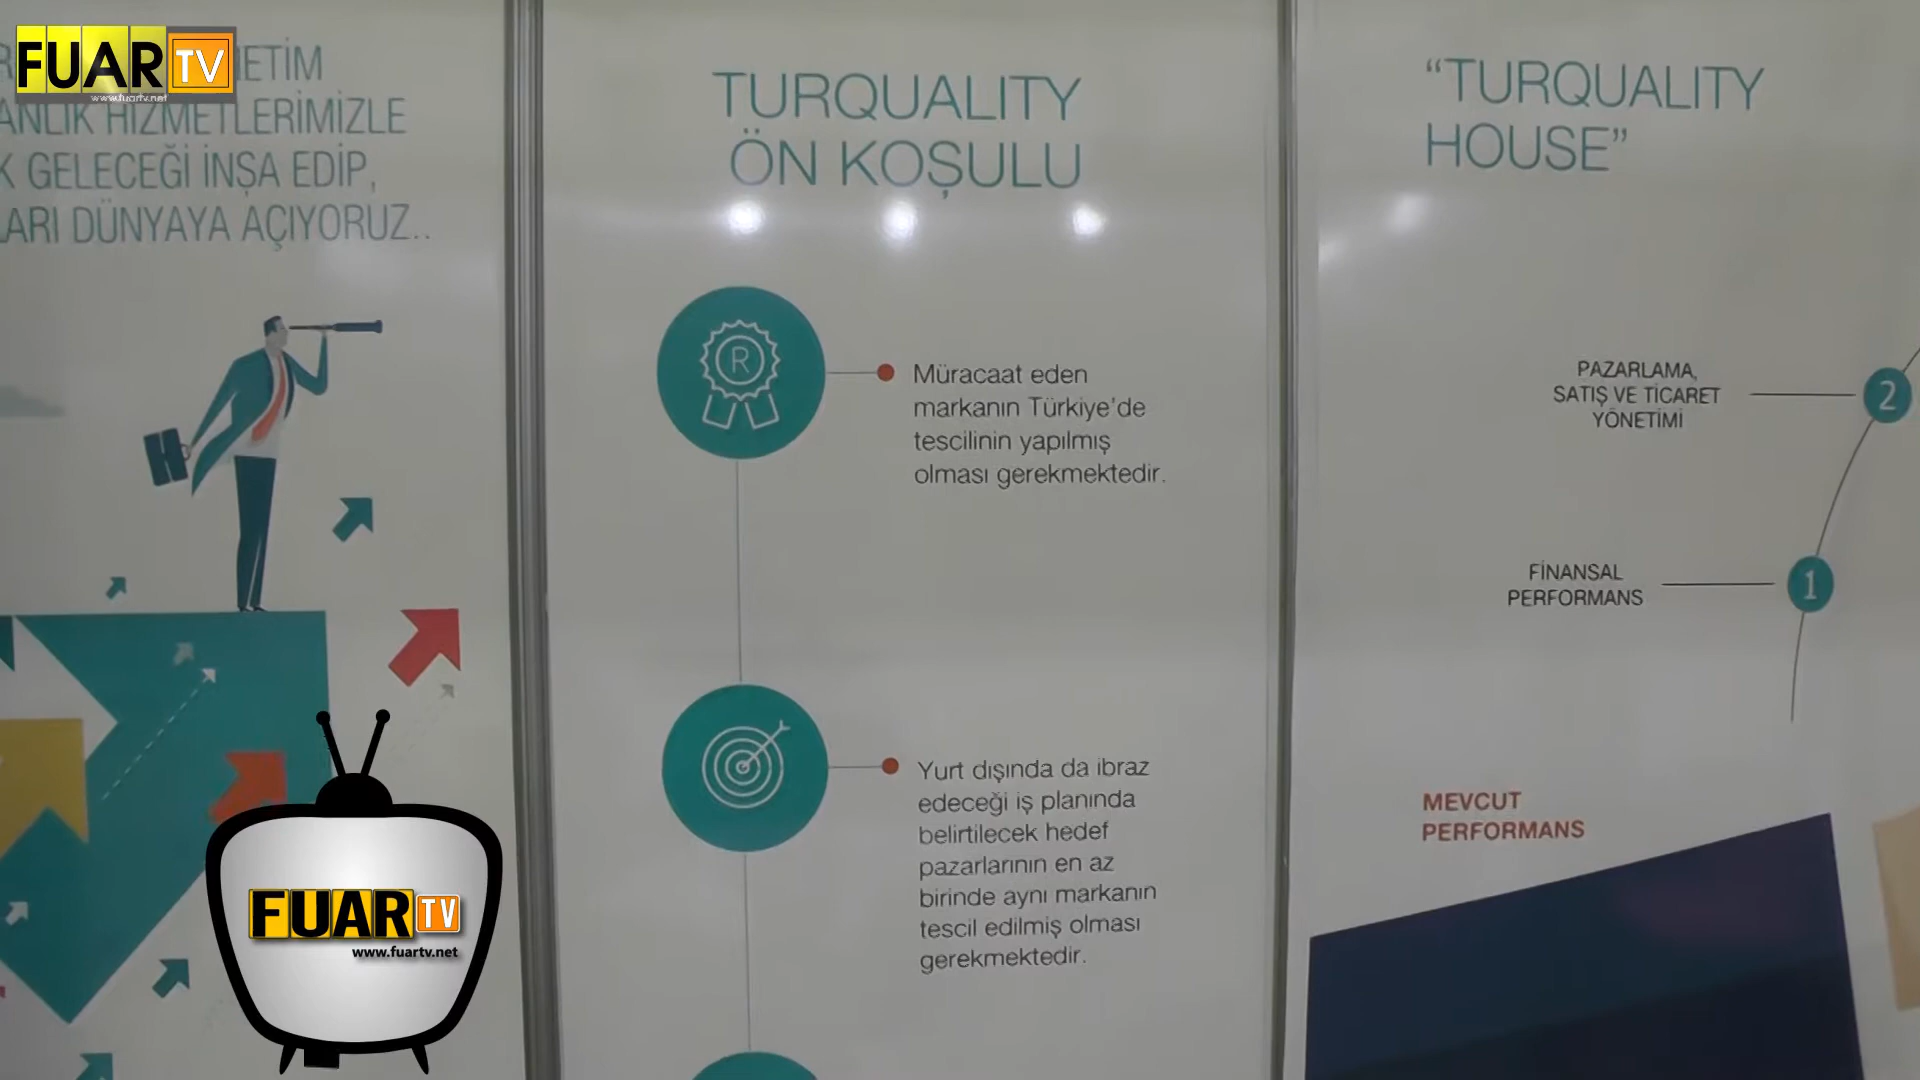 FUAR TV
www.fuartv.net
HİZMETLERİMİZLE
GELECEĞİ İNŞA EDİP,
DÜNYAYA AÇIYORUZ..
TURQUALITY
ÖN KOŞULU
R
Müracaat eden
markanın Türkiye'de
tescilinin yapılmış
olması gerekmektedir.
Yurt dışında da ibraz
edeceği iş planında
belirtilecek hedef
pazarlarının en az
birinde aynı markanın
tescil edilmiş olması
gerekmektedir.
"TURQUALITY
HOUSE"
PAZARLAMA,
SATIŞ VE TİCARET
YÖNETİMİ
2
FİNANSAL
PERFORMANS
1
MEVCUT
PERFORMANS
FUAR TV
www.fuartv.net